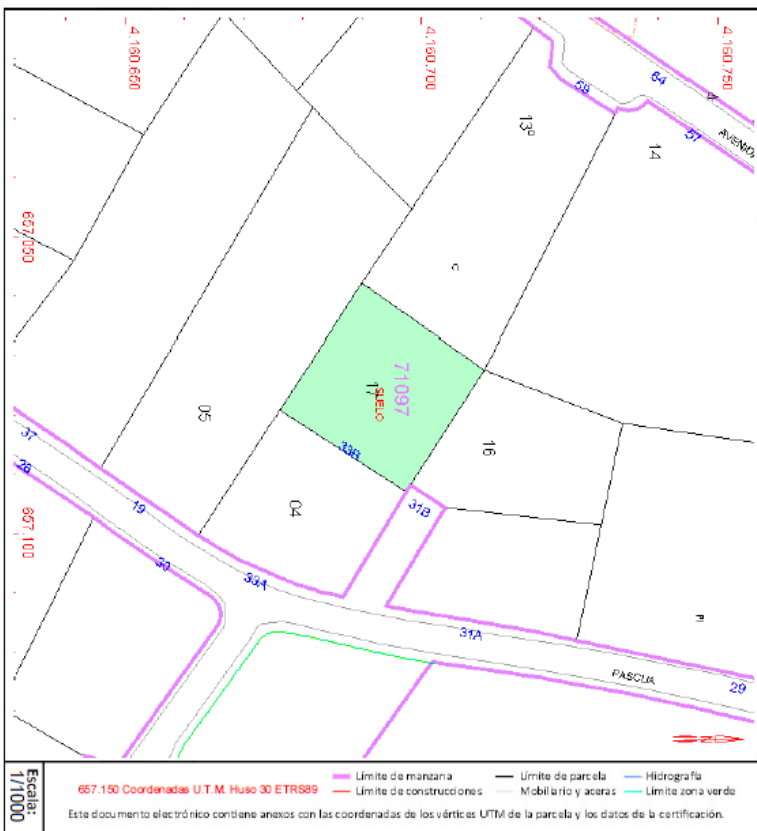 4.160.650
4.160.700
4.160.750
64
59
57
AVENIDA
13º
14
657.050
C
71097
17
SUELO
05
33B
16
37
28
19
04
31B
657.100
30
33A
31A
PI
PASCUA
29
Escala:
1/1000
657.150 Coordenadas U.T.M. Huso 30 ETRS89
Límite de manzana
Límite de parcela
Hidrografía
Límite de construcciones
Mobiliario y aceras
Límite zona verde
Este documento electrónico contiene anexos con las coordenadas de los vértices UTM de la parcela y los datos de la certificación.